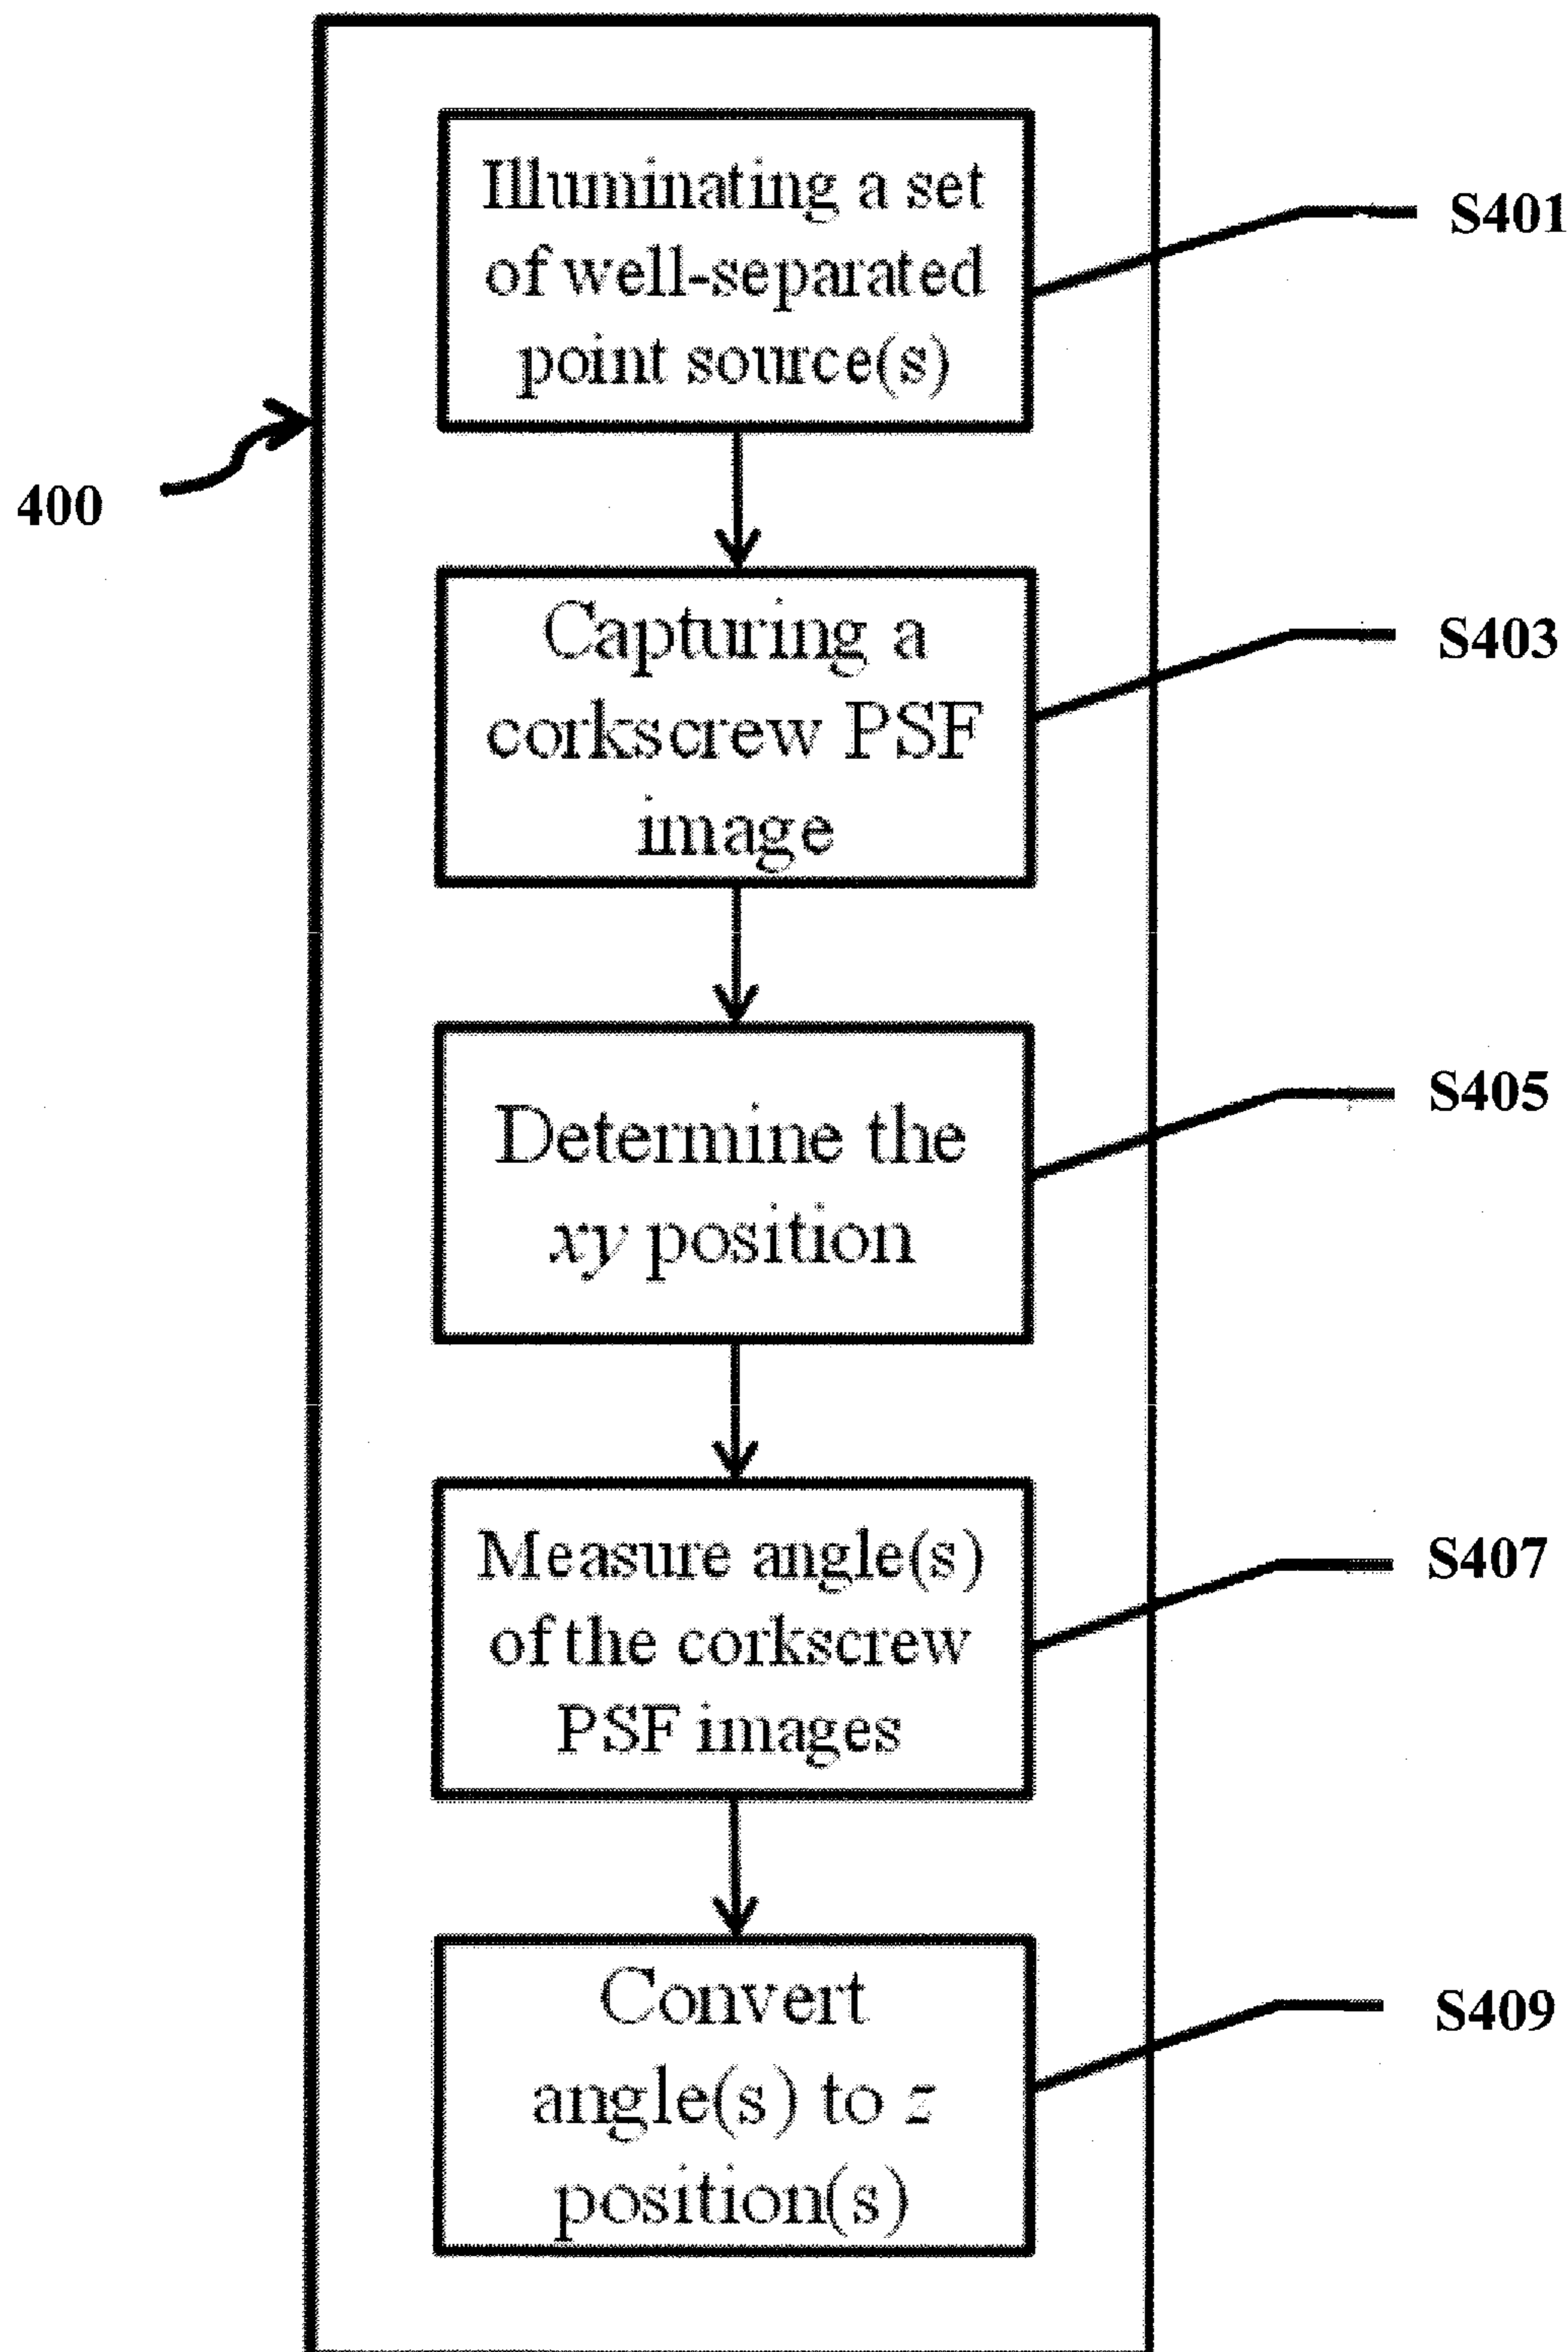 Illuminating a set
of well-separated
point source(s)
S401
400
Capturing a
corkscrew PSF
image
S403
Determine the
xy position
S405
Measure angle(s)
of the corkscrew
PSF images
S407
Convert
angle(s) to z
position(s)
S409